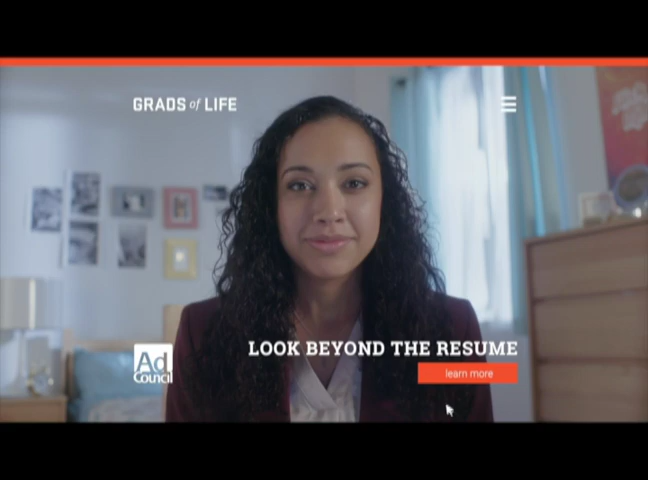 GRADS of LIFE
LOOK BEYOND THE RESUME
Ad
Council
learn more